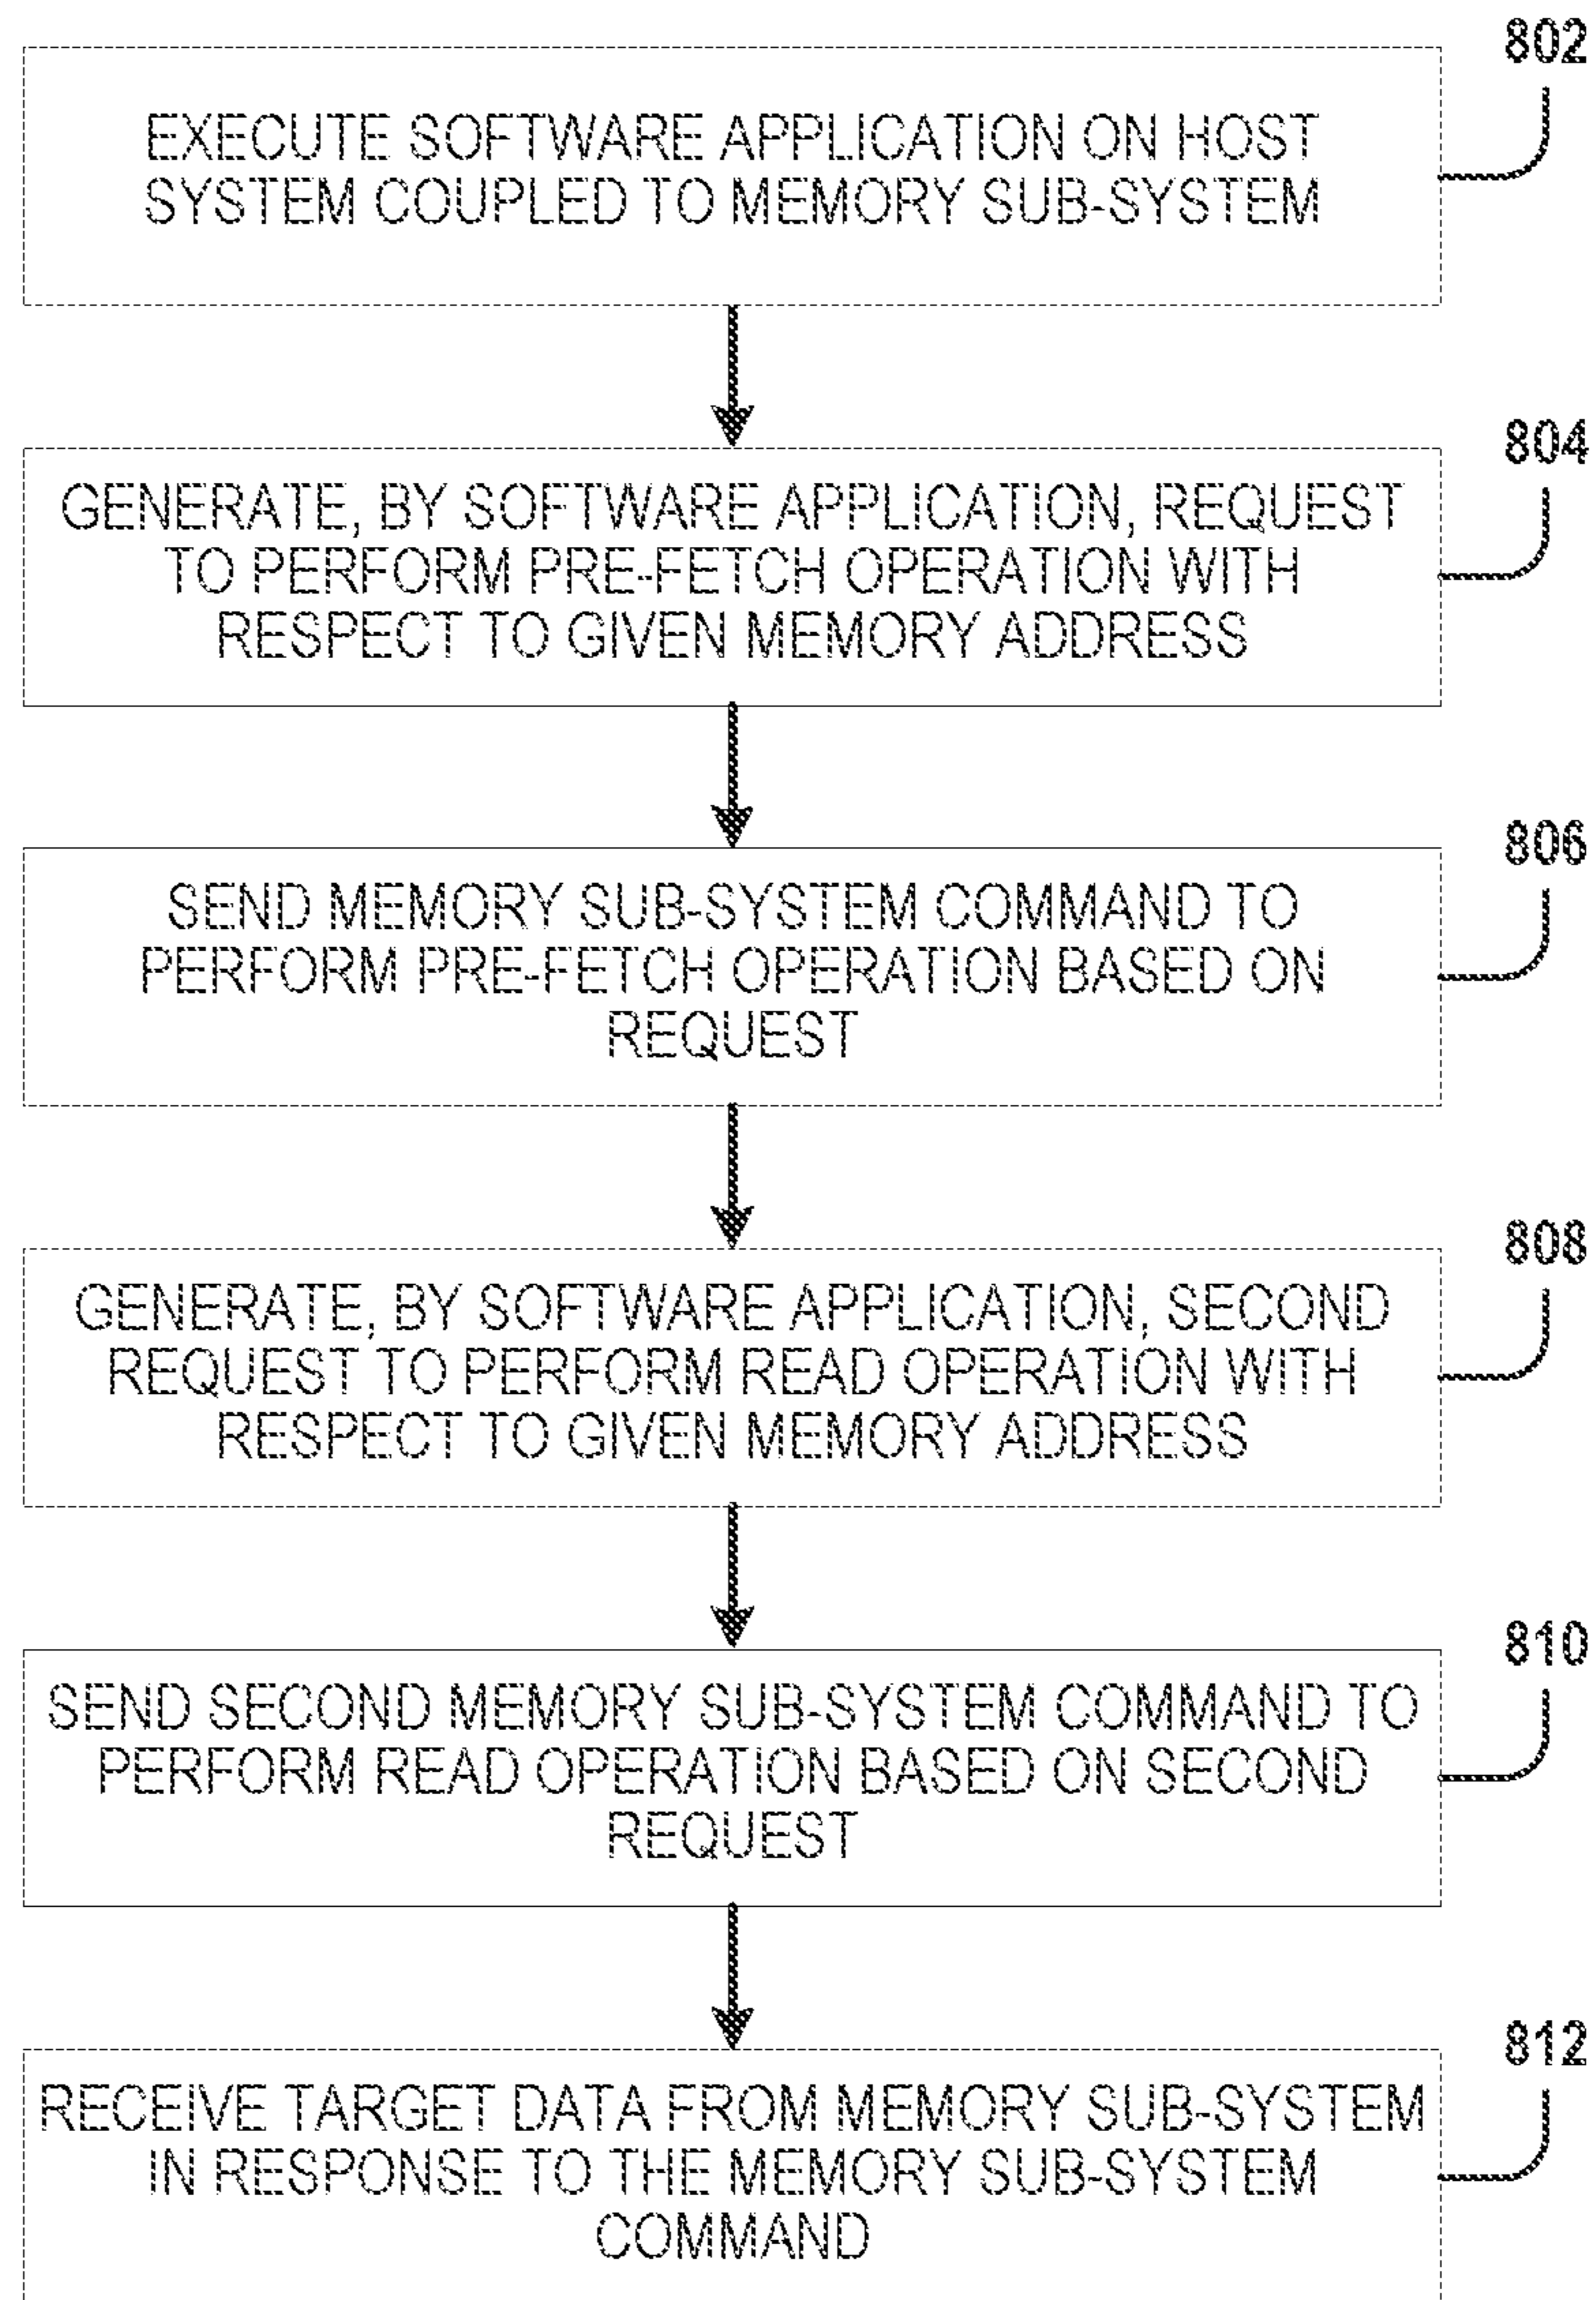 802
EXECUTE SOFTWARE APPLICATION ON HOST
SYSTEM COUPLED TO MEMORY SUB-SYSTEM
804
GENERATE, BY SOFTWARE APPLICATION, REQUEST
TO PERFORM PRE-FETCH OPERATION WITH
RESPECT TO GIVEN MEMORY ADDRESS
806
SEND MEMORY SUB-SYSTEM COMMAND TO
PERFORM PRE-FETCH OPERATION BASED ON
REQUEST
808
GENERATE, BY SOFTWARE APPLICATION, SECOND
REQUEST TO PERFORM READ OPERATION WITH
RESPECT TO GIVEN MEMORY ADDRESS
810
SEND SECOND MEMORY SUB-SYSTEM COMMAND TO
PERFORM READ OPERATION BASED ON SECOND
REQUEST
812
RECEIVE TARGET DATA FROM MEMORY SUB-SYSTEM
IN RESPONSE TO THE MEMORY SUB-SYSTEM
COMMAND